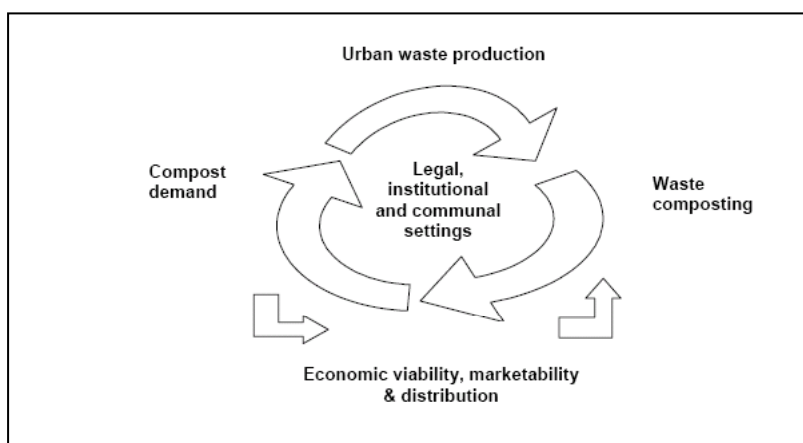 Urban waste production
Compost
demand
Legal,
institutional
and communal
settings
Waste
composting
Economic viability, marketability
& distribution